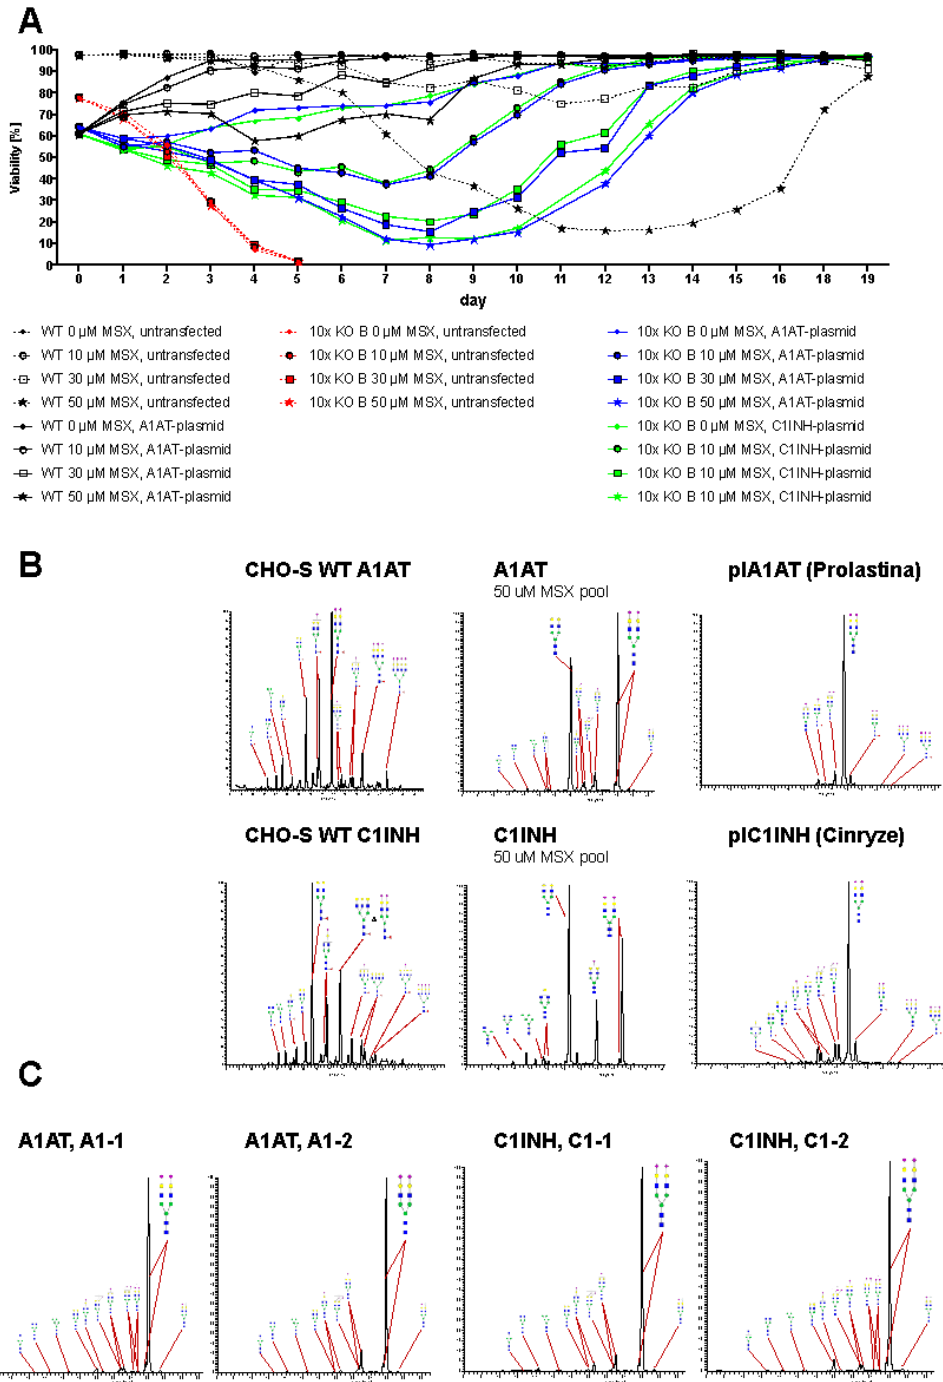 A
Viability [%]
100
90
80
70
60
50
40
30
20
10
0
0 1 2 3 4 5 6 7 8 9 10 11 12 13 14 15 16 18 19
day
WT 0 µM MSX, untransfected
WT 10 µM MSX, untransfected
WT 30 µM MSX, untransfected
WT 50 µM MSX, untransfected
WT 0 µM MSX, A1AT-plasmid
WT 10 µM MSX, A1AT-plasmid
WT 30 µM MSX, A1AT-plasmid
WT 50 µM MSX, A1AT-plasmid
10x KO B 0 µM MSX, untransfected
10x KO B 10 µM MSX, untransfected
10x KO B 30 µM MSX, untransfected
10x KO B 50 µM MSX, untransfected
10x KO B 0 µM MSX, A1AT-plasmid
10x KO B 10 µM MSX, A1AT-plasmid
10x KO B 30 µM MSX, A1AT-plasmid
10x KO B 50 µM MSX, A1AT-plasmid
10x KO B 0 µM MSX, C1INH-plasmid
10x KO B 10 µM MSX, C1INH-plasmid
10x KO B 10 µM MSX, C1INH-plasmid
10x KO B 10 µM MSX, C1INH-plasmid
B
CHO-S WT A1AT
A1AT
50 uM MSX pool
plA1AT (Prolastina)
CHO-S WT C1INH
C1INH
50 uM MSX pool
plC1INH (Cinryze)
&
C
A1AT, A1-1
A1AT, A1-2
C1INH, C1-1
C1INH, C1-2